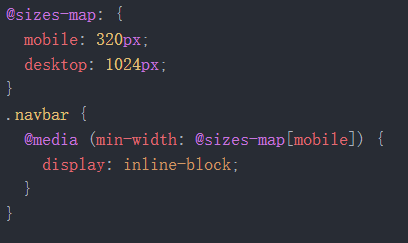 @sizes-map: {
  mobile: 320px;
  desktop: 1024px;
}
.navbar {
  @media (min-width: @sizes-map[mobile]) {
    display: inline-block;
  }
}